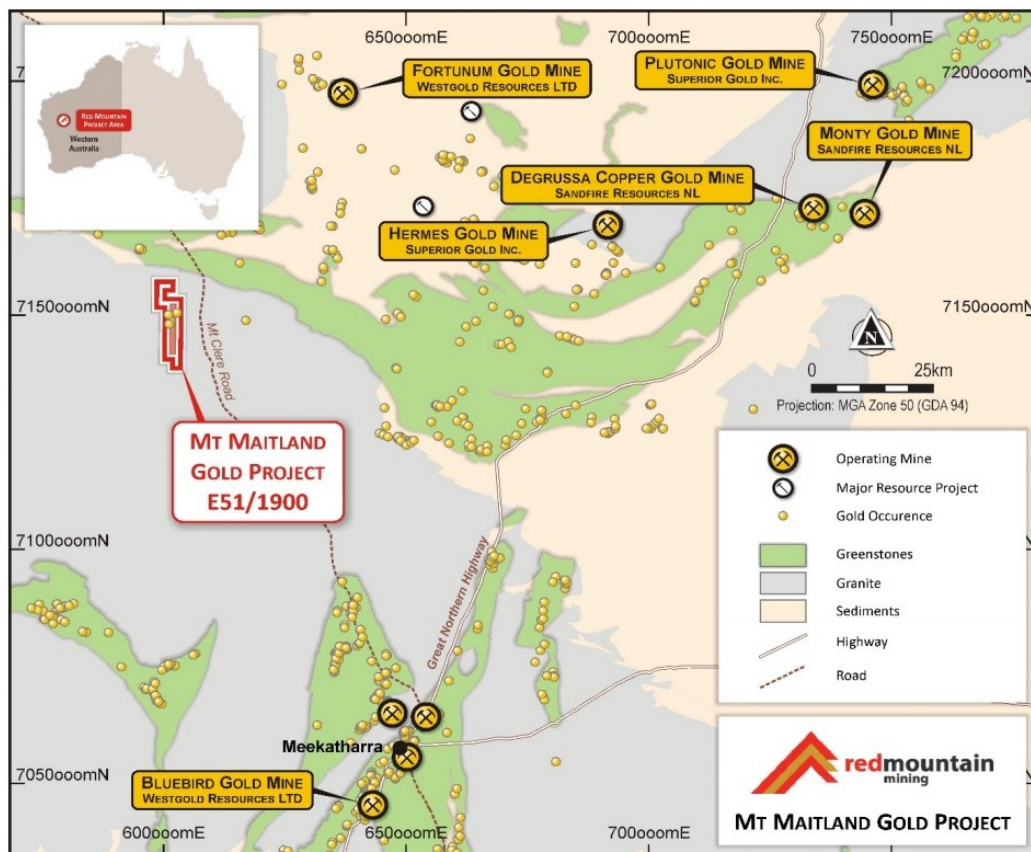 650000mE
700000mE
750000mE
7200000mN
RED MOUNTAIN
PROJECT AREA
Western
Australia
FORTUNUM GOLD MINE
WESTGOLD RESOURCES LTD
PLUTONIC GOLD MINE
SUPERIOR GOLD INC.
MONTY GOLD MINE
SANDFIRE RESOURCES NL
DEGRUSSA COPPER GOLD MINE
SANDFIRE RESOURCES NL
HERMES GOLD MINE
SUPERIOR GOLD INC.
7150000mN
7150000mN
Mt Clere Road
N
0 25km
Projection: MGA Zone 50 (GDA 94)
MT MAITLAND
GOLD PROJECT
E51/1900
Operating Mine
Major Resource Project
Gold Occurence
Greenstones
Granite
Sediments
Highway
Road
7100000mN
Great Northern Highway
Meekatharra
7050000mN
BLUEBIRD GOLD MINE
WESTGOLD RESOURCES LTD
600000mE
650000mE
700000mE
redmountain
mining
MT MAITLAND GOLD PROJECT